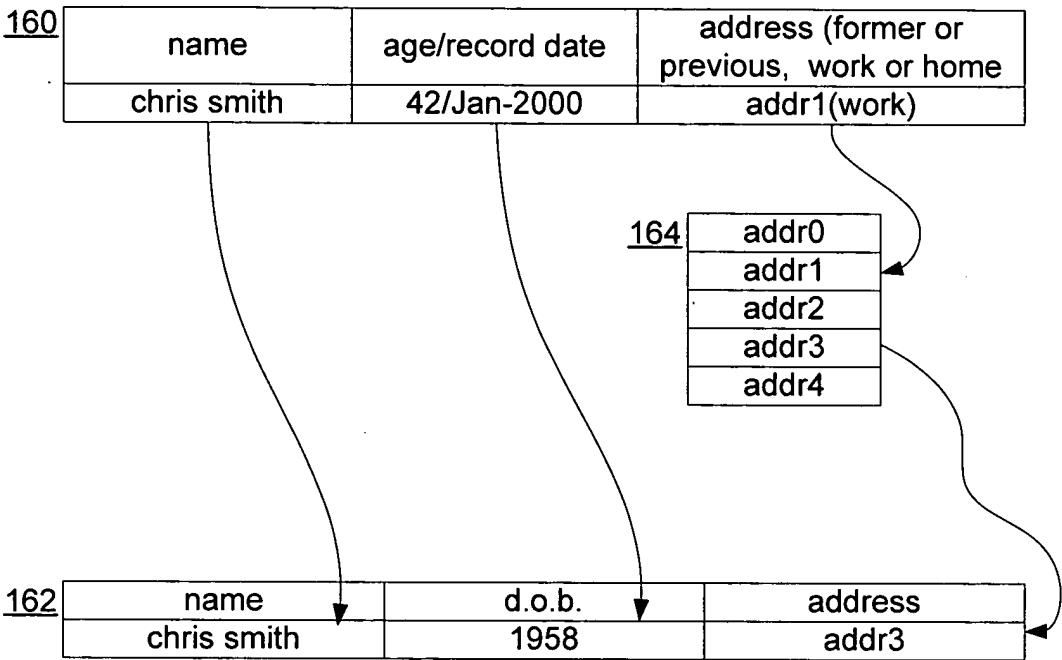 160
name
age/record date
address (former or
previous, work or home
chris smith
42/Jan-2000
addr1(work)
164
addr0
addr1
addr2
addr3
addr4
162
name
d.o.b.
address
chris smith
1958
addr3